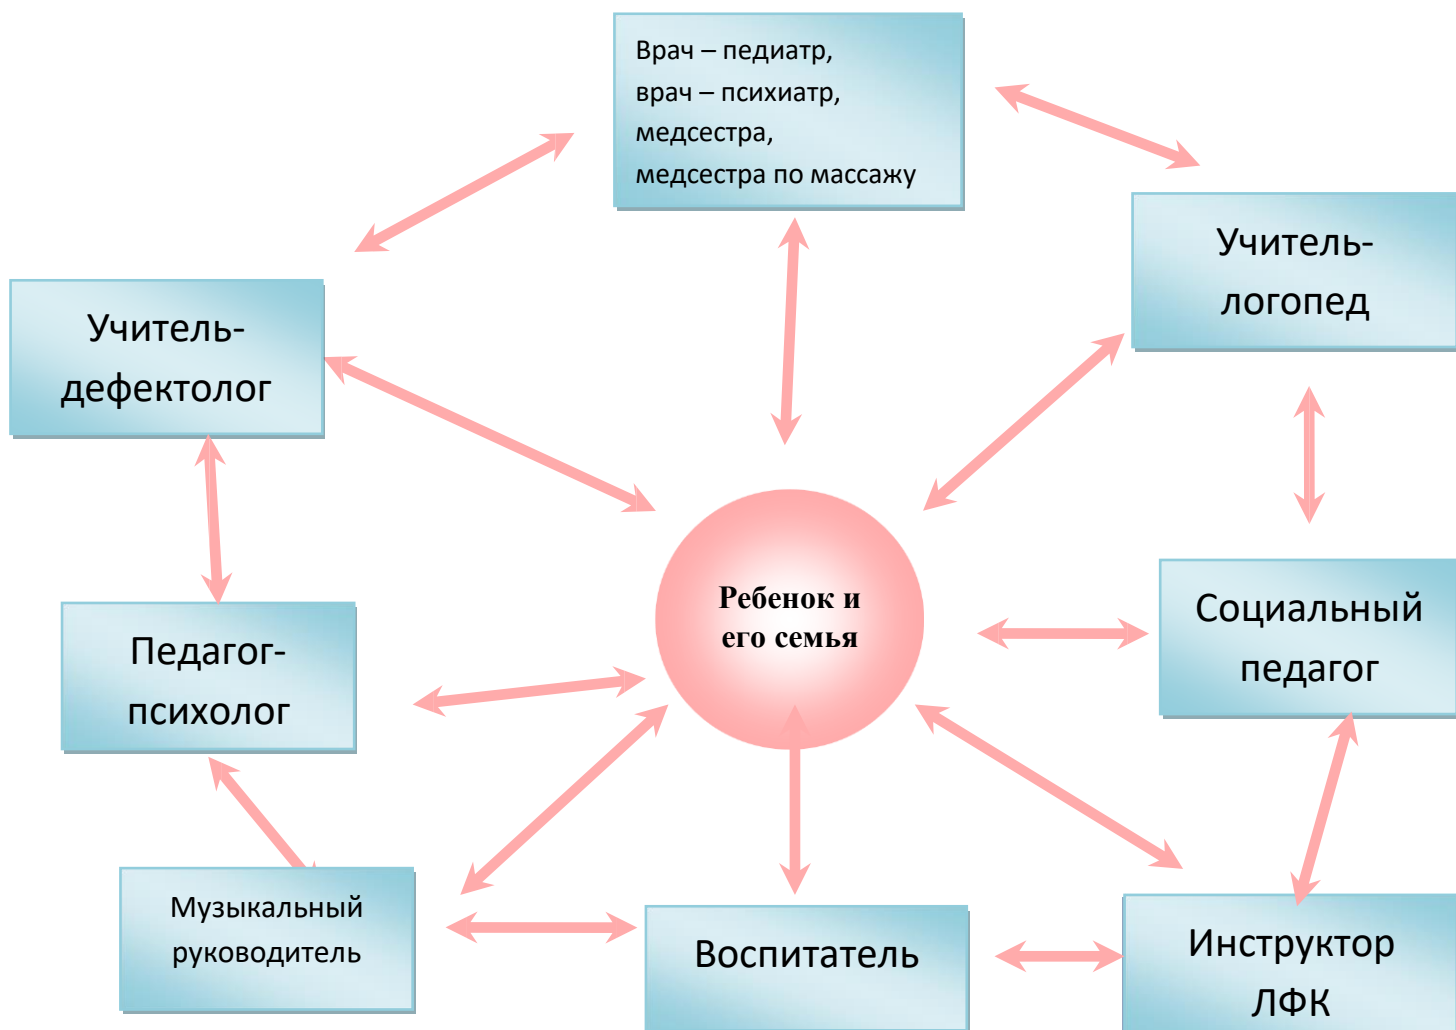 Врач – педиатр,
врач – психиатр,
медсестра,
медсестра по массажу
Учитель-
логопед
Учитель-
дефектолог
Ребенок и
его семья
Социальный
педагог
Педагог-
психолог
Музыкальный
руководитель
Воспитатель
Инструктор
ЛФК